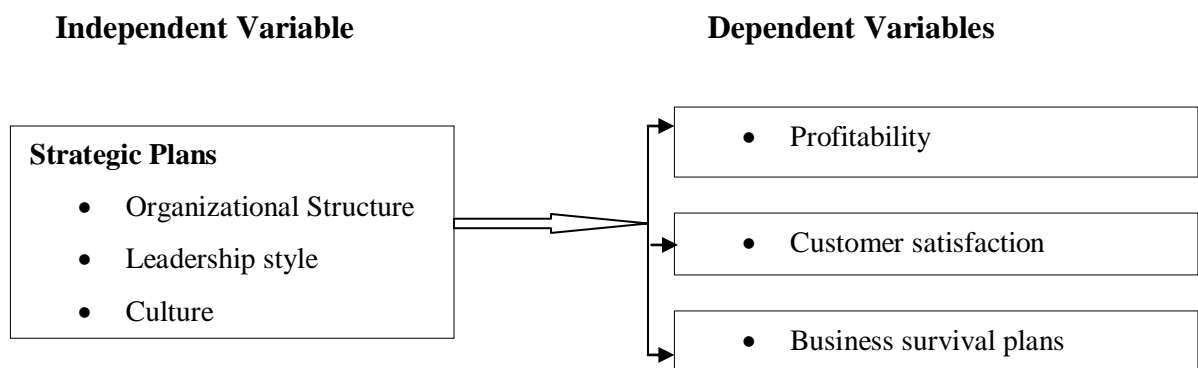 Independent Variable
Dependent Variables
Strategic Plans
• Organizational Structure
• Leadership style
• Culture
• Profitability
• Customer satisfaction
• Business survival plans